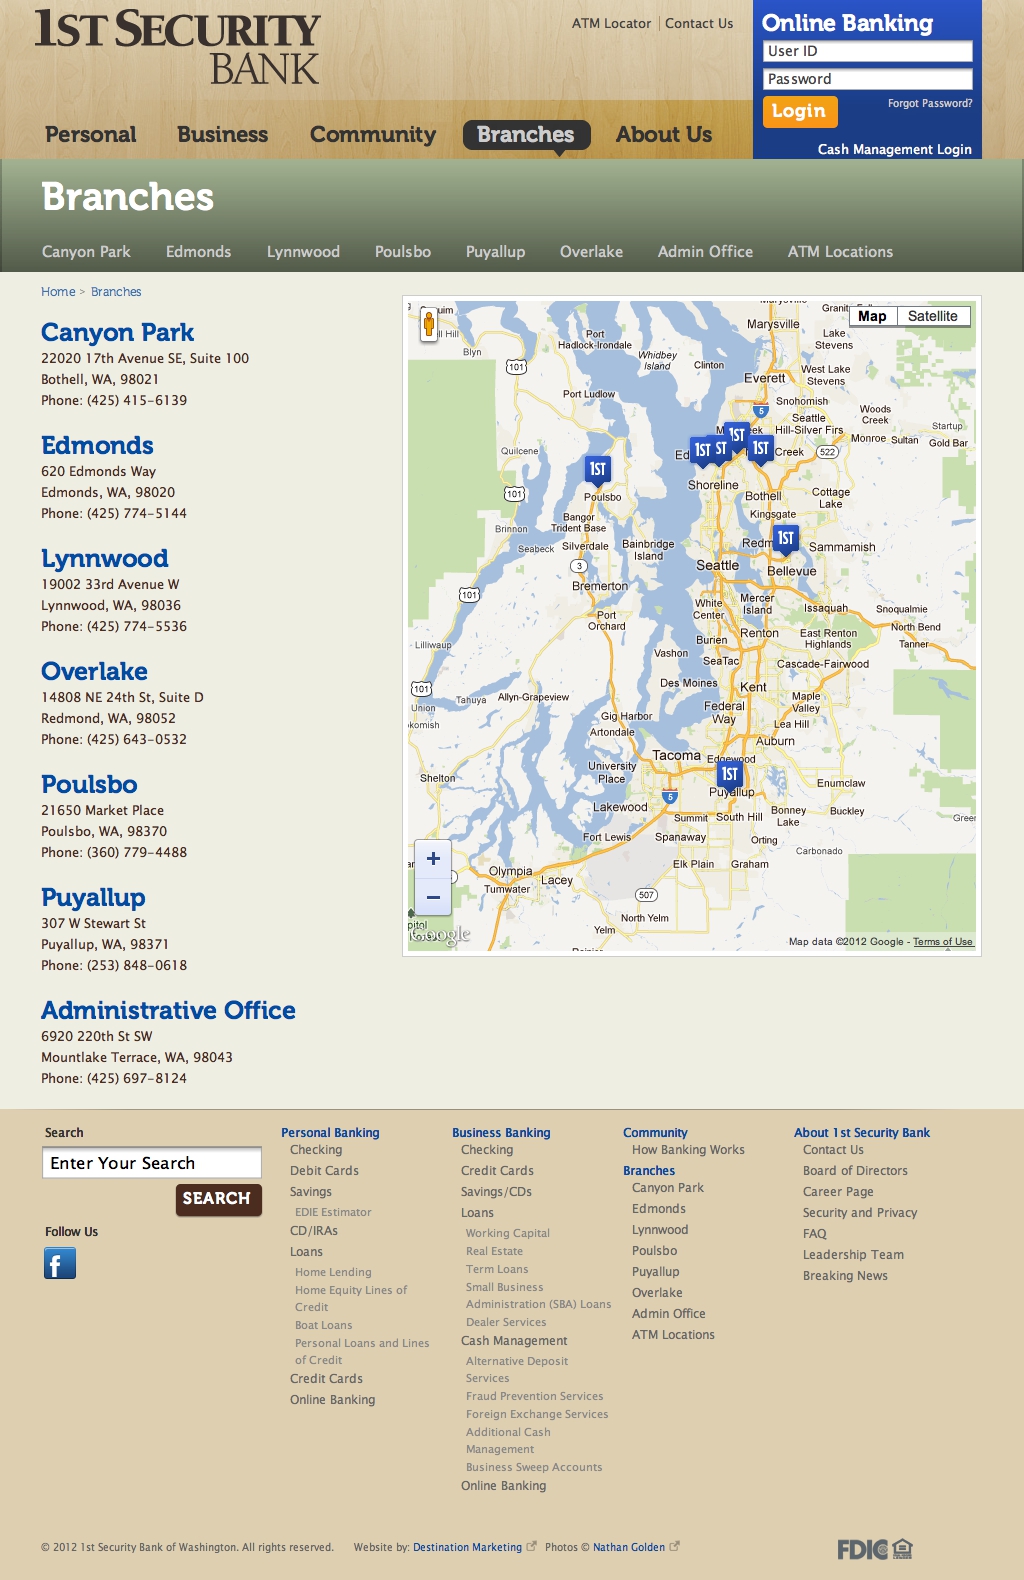 1ST SECURITY
BANK
ATM Locator
Contact Us
Online Banking
User ID
Password
Login
Forgot Password?
Cash Management Login
Personal
Business
Community
Branches
About Us
Branches
Canyon Park
Edmonds
Lynnwood
Poulsbo
Puyallup
Overlake
Admin Office
ATM Locations
Home > Branches
Canyon Park
22020 17th Avenue SE, Suite 100
Bothell, WA, 98021
Phone: (425) 415-6139
Edmonds
620 Edmonds Way
Edmonds, WA, 98020
Phone: (425) 774-5144
Lynnwood
19002 33rd Avenue W
Lynnwood, WA, 98036
Phone: (425) 774-5536
Overlake
14808 NE 24th St, Suite D
Redmond, WA, 98052
Phone: (425) 643-0532
Poulsbo
21650 Market Place
Poulsbo, WA, 98370
Phone: (360) 779-4488
Puyallup
307 W Stewart St
Puyallup, WA, 98371
Phone: (253) 848-0618
Administrative Office
6920 220th St SW
Mountlake Terrace, WA, 98043
Phone: (425) 697-8124
Map
Satellite
Marysville
Lake
Stevens
Port
Hadlock-Irondale
Whidbey
Island
Clinton
Blyn
101
West Lake
Stevens
Everett
Port Ludlow
5
Snohomish
Seattle
Hill-Silver Firs
Woods
Creek
Startup
Monroe
Sultan
Gold Bar
1ST
1ST
ST
1ST
Creek
522
Quilcene
1ST
Shoreline
Poulsbo
101
Bothell
Cottage
Lake
Kingsgate
Bangor
Trident Base
Brinnon
Seabeck
Silverdale
Bainbridge
Island
1ST
Sammamish
3
Seattle
Bellevue
Bremerton
101
White
Center
Mercer
Island
Issaquah
Snoqualmie
Port
Orchard
North Bend
Renton
East Renton
Highlands
Tanner
Burien
Lilliwaup
Vashon
SeaTac
Cascade-Fairwood
101
Des Moines
Kent
Union
Tahuya
Allyn-Grapeview
Maple
Valley
Federal
Way
Gig Harbor
Lea Hill
Artondale
Auburn
Tacoma
Edgewood
University
Place
1ST
Shelton
Puyallup
Enumclaw
5
Lakewood
Bonney
Lake
Buckley
Summit
South Hill
Fort Lewis
Spanaway
Orting
Carbonado
Elk Plain
Graham
Olympia
Lacey
Tumwater
507
North Yelm
Yelm
Google
Map data ©2012 Google - Terms of Use
Search
Enter Your Search
SEARCH
Follow Us
f
Personal Banking
Checking
Debit Cards
Savings
EDIE Estimator
CD/IRAs
Loans
Home Lending
Home Equity Lines of
Credit
Boat Loans
Personal Loans and Lines
of Credit
Credit Cards
Online Banking
Business Banking
Checking
Credit Cards
Savings/CDs
Loans
Working Capital
Real Estate
Term Loans
Small Business
Administration (SBA) Loans
Dealer Services
Cash Management
Alternative Deposit
Services
Fraud Prevention Services
Foreign Exchange Services
Additional Cash
Management
Business Sweep Accounts
Online Banking
Community
How Banking Works
Branches
Canyon Park
Edmonds
Lynnwood
Poulsbo
Puyallup
Overlake
Admin Office
ATM Locations
About 1st Security Bank
Contact Us
Board of Directors
Career Page
Security and Privacy
FAQ
Leadership Team
Breaking News
© 2012 1st Security Bank of Washington. All rights reserved.
Website by: Destination Marketing
Photos © Nathan Golden
FDIC